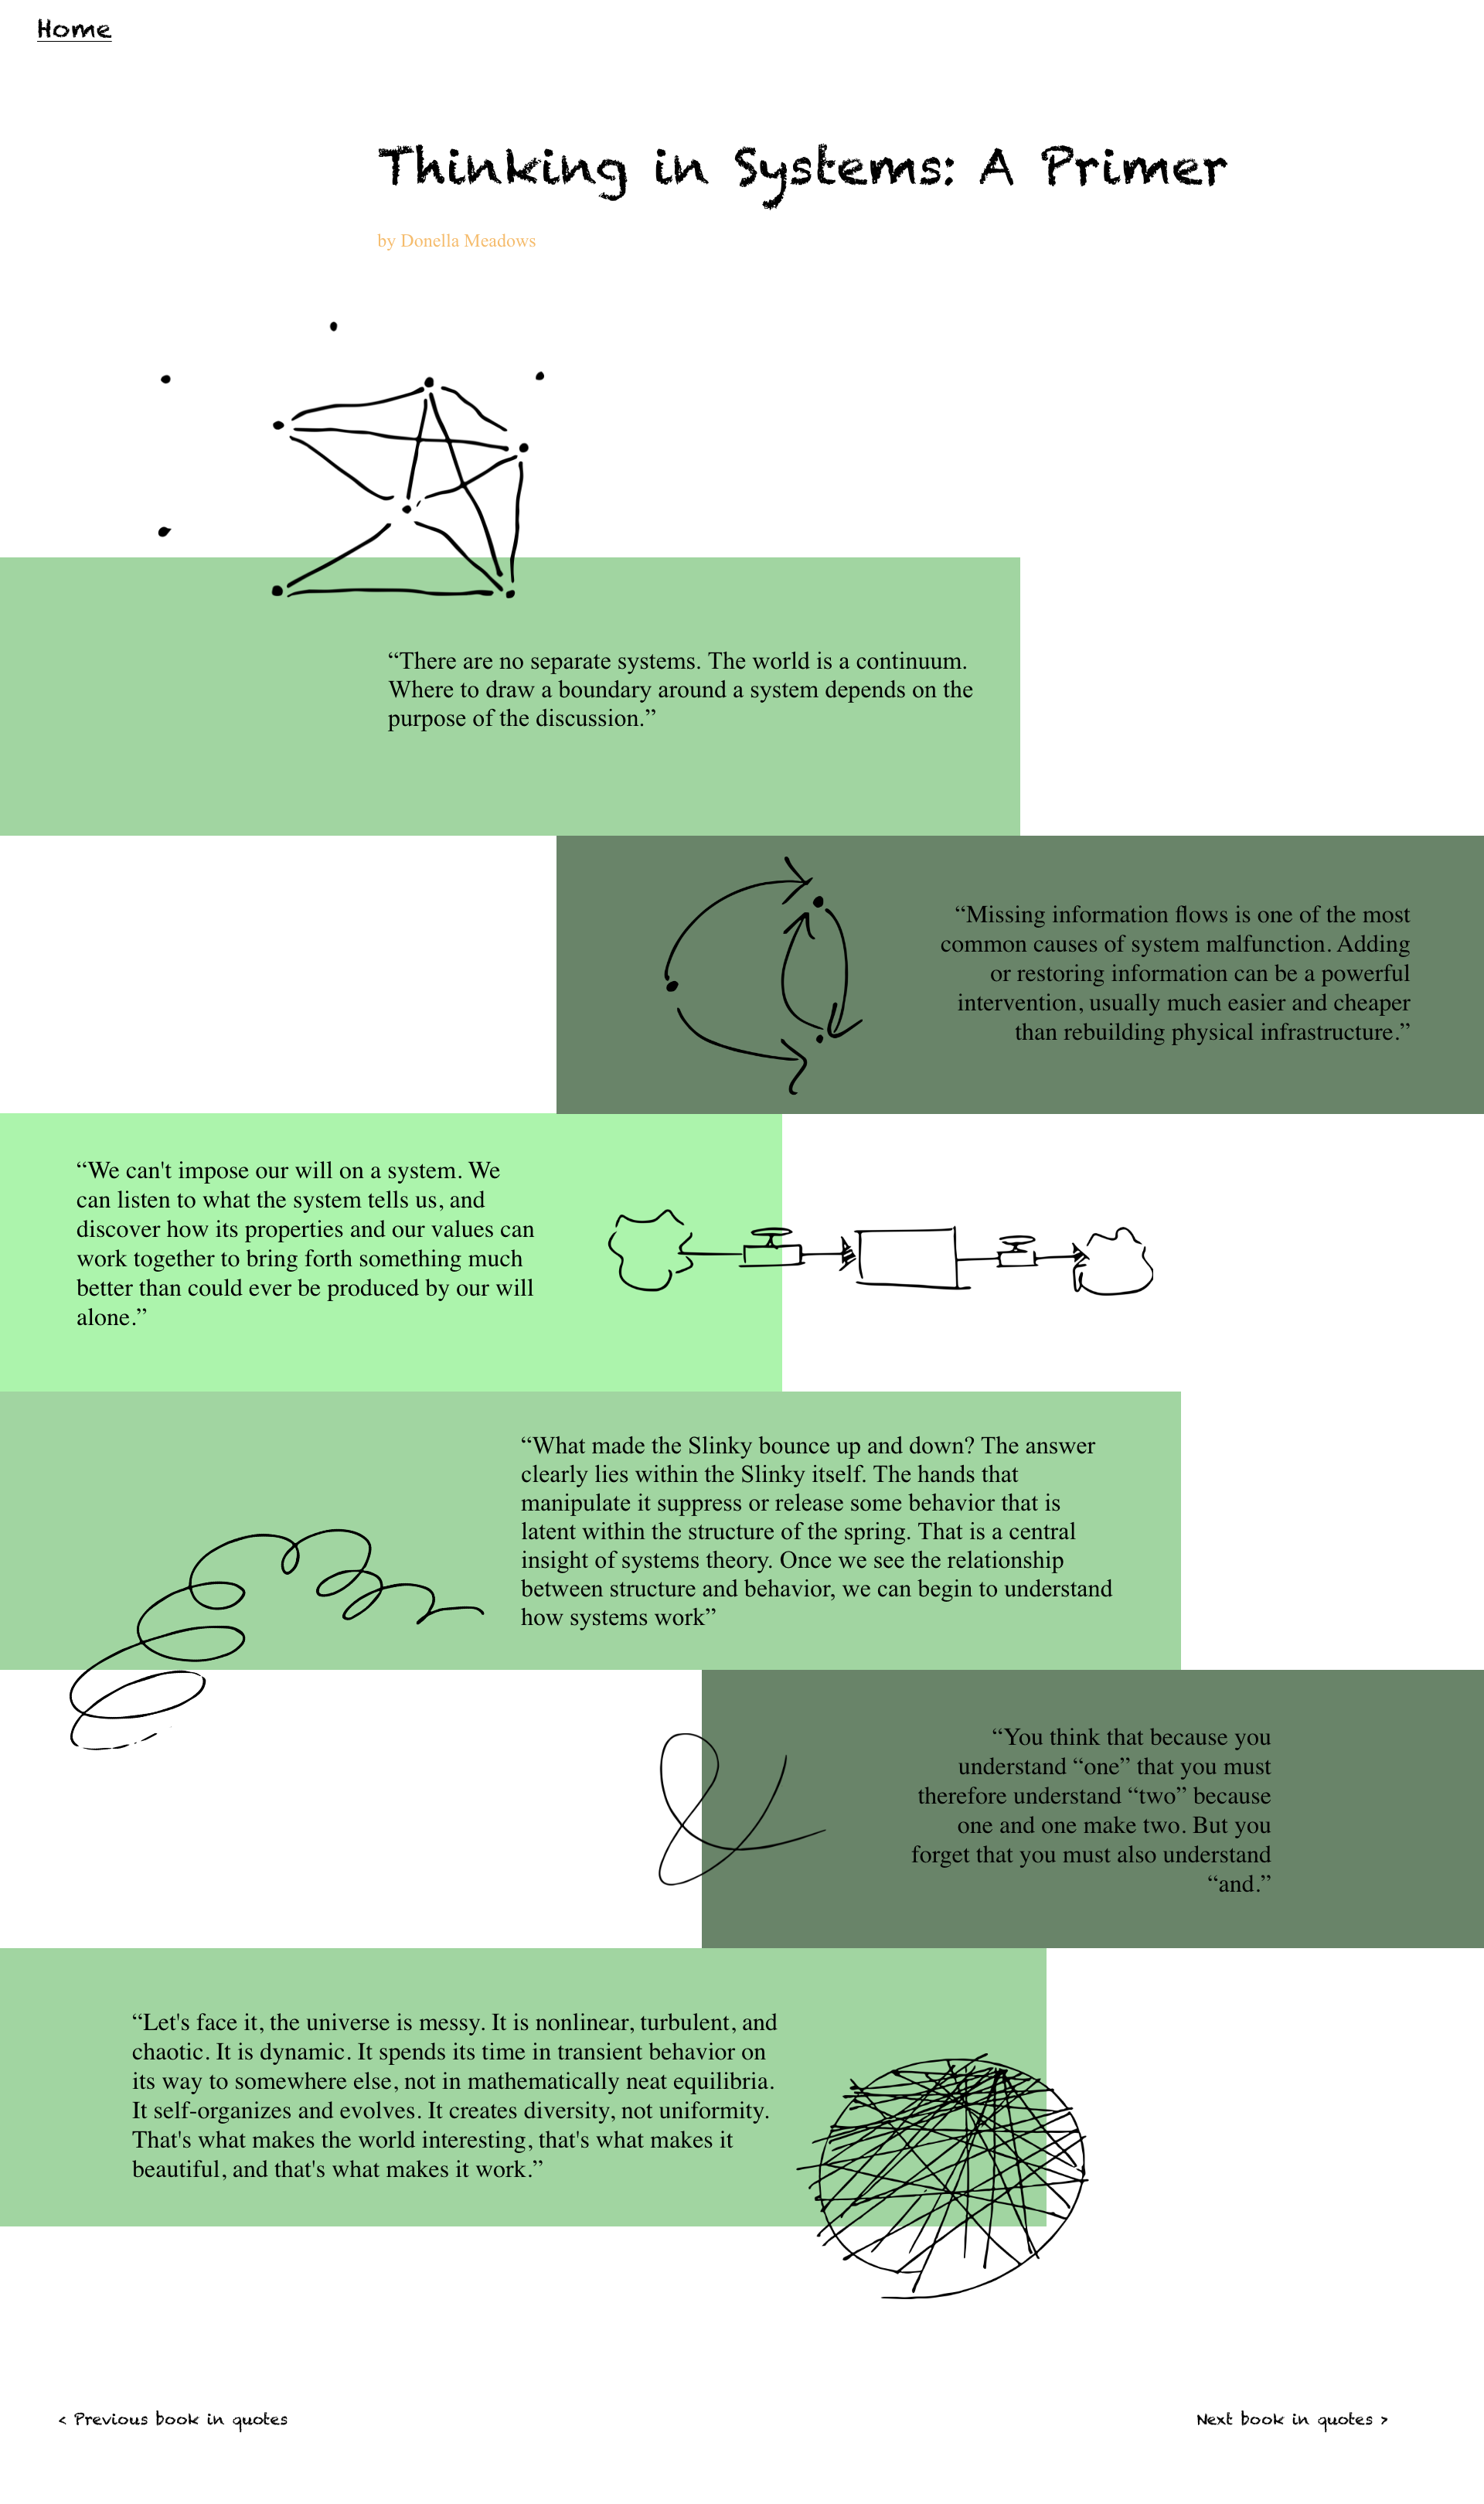 Home
Thinking in Systems: A Primer
by Donella Meadows
“There are no separate systems. The world is a continuum.
Where to draw a boundary around a system depends on the
purpose of the discussion.”
“Missing information flows is one of the most
common causes of system malfunction. Adding
or restoring information can be a powerful
intervention, usually much easier and cheaper
than rebuilding physical infrastructure.”
“We can't impose our will on a system. We
can listen to what the system tells us, and
discover how its properties and our values can
work together to bring forth something much
better than could ever be produced by our will
alone.”
“What made the Slinky bounce up and down? The answer
clearly lies within the Slinky itself. The hands that
manipulate it suppress or release some behavior that is
latent within the structure of the spring. That is a central
insight of systems theory. Once we see the relationship
between structure and behavior, we can begin to understand
how systems work”
“You think that because you
understand “one” that you must
therefore understand “two” because
one and one make two. But you
forget that you must also understand
“and.”
“Let's face it, the universe is messy. It is nonlinear, turbulent, and
chaotic. It is dynamic. It spends its time in transient behavior on
its way to somewhere else, not in mathematically neat equilibria.
It self-organizes and evolves. It creates diversity, not uniformity.
That's what makes the world interesting, that's what makes it
beautiful, and that's what makes it work.”
< Previous book in quotes
Next book in quotes >